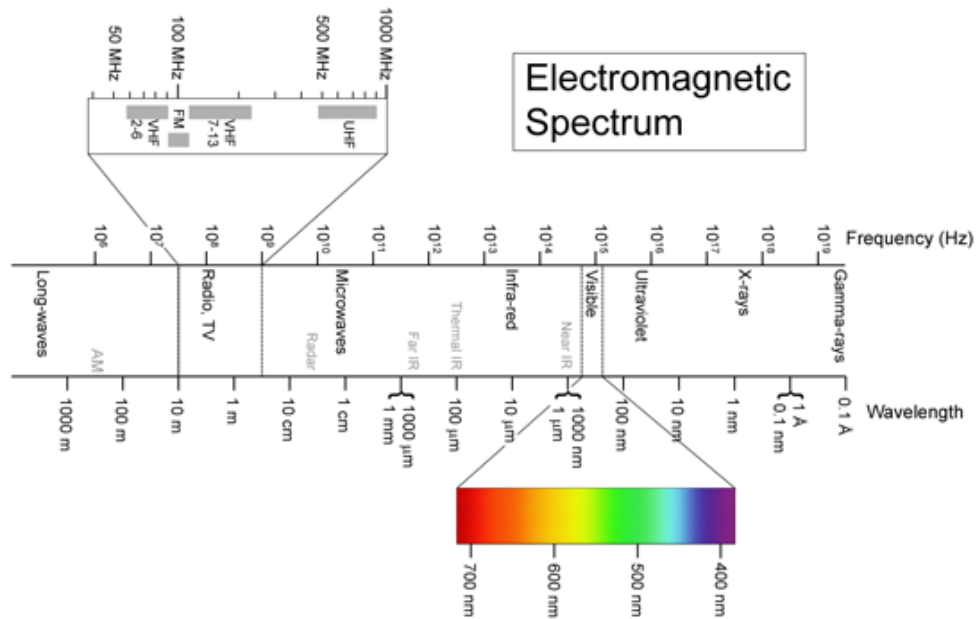 Electromagnetic
Spectrum
50 MHz
100 MHz
500 MHz
1000 MHz
VHF
2-6
FM
VHF
7-13
UHF
10⁶
10⁷
10⁸
10⁹
10¹⁰
10¹¹
10¹²
10¹³
10¹⁴
10¹⁵
10¹⁶
10¹⁷
10¹⁸
10¹⁹
Frequency (Hz)
Long-waves
Radio, TV
Microwaves
Infra-red
Visible
Ultraviolet
X-rays
Gamma-rays
AM
Radar
Far IR
Thermal IR
Near IR
1000 m
100 m
10 m
1 m
10 cm
1 cm
1000 μm
1 mm
100 μm
10 μm
1000 nm
1 μm
100 nm
10 nm
1 nm
1 Å
0.1 nm
0.1 Å
Wavelength
700 nm
600 nm
500 nm
400 nm